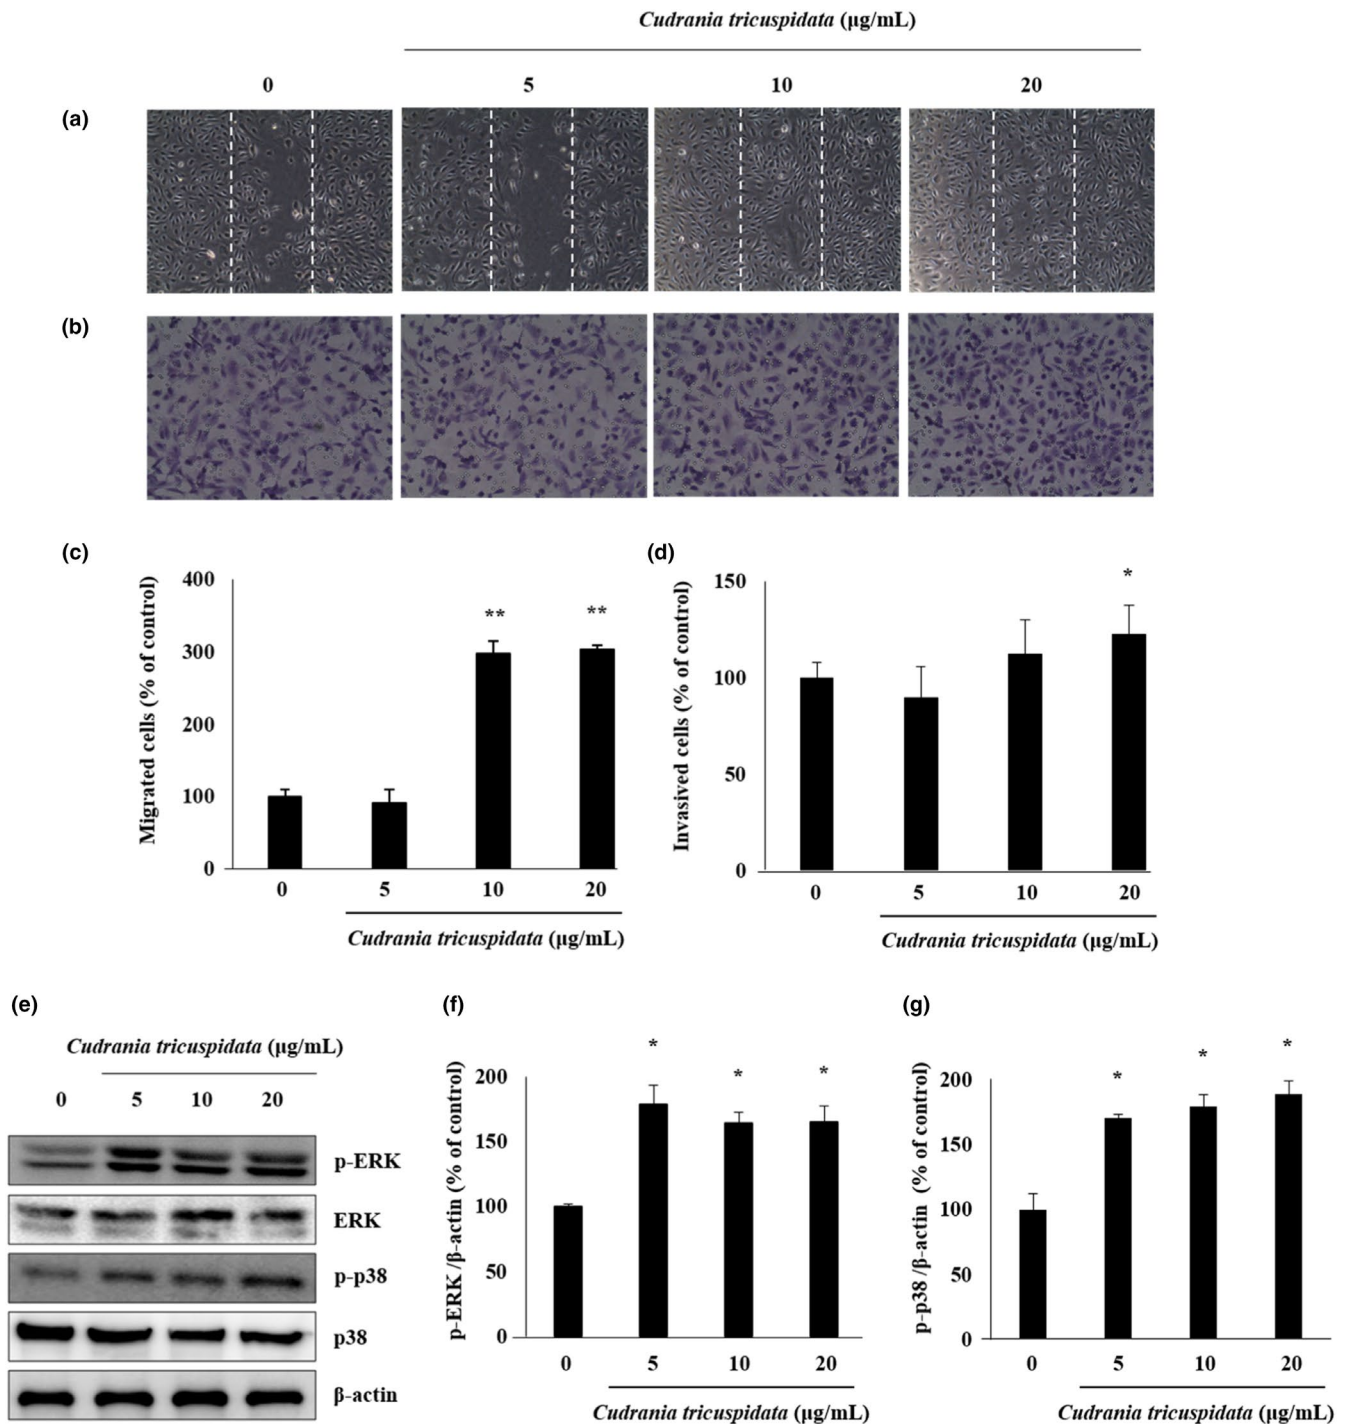 Cudrania tricuspidata (μg/mL)
0 5 10 20
(a)
(b)
(c)
Migrated cells (% of control)
400
300
200
100
0
** **
0 5 10 20
Cudrania tricuspidata (μg/mL)
(d)
Invasived cells (% of control)
150
100
50
0
*
0 5 10 20
Cudrania tricuspidata (μg/mL)
(e)
Cudrania tricuspidata (μg/mL)
0 5 10 20
p-ERK
ERK
p-p38
p38
β-actin
(f)
p-ERK /β-actin (% of control)
200
150
100
50
0
* * *
0 5 10 20
Cudrania tricuspidata (μg/mL)
(g)
p-p38 /β-actin (% of control)
200
150
100
50
0
* * *
0 5 10 20
Cudrania tricuspidata (μg/mL)